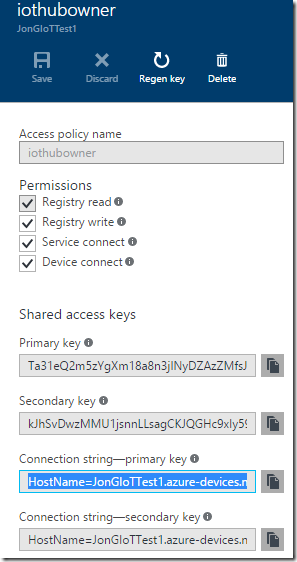 iothubowner
JonGIoTTest1
Save Discard Regen key Delete
Access policy name
iothubowner
Permissions
Registry read
Registry write
Service connect
Device connect
Shared access keys
Primary key
Ta31eQ2m5zYgXm18a8n3jINyDZAzZMfsJ
Secondary key
kJhSvDwzMMU1jsnnLLsagCKJQGHc9xIy59
Connection string—primary key
HostName=JonGIoTTest1.azure-devices.n
Connection string—secondary key
HostName=JonGIoTTest1.azure-devices.n